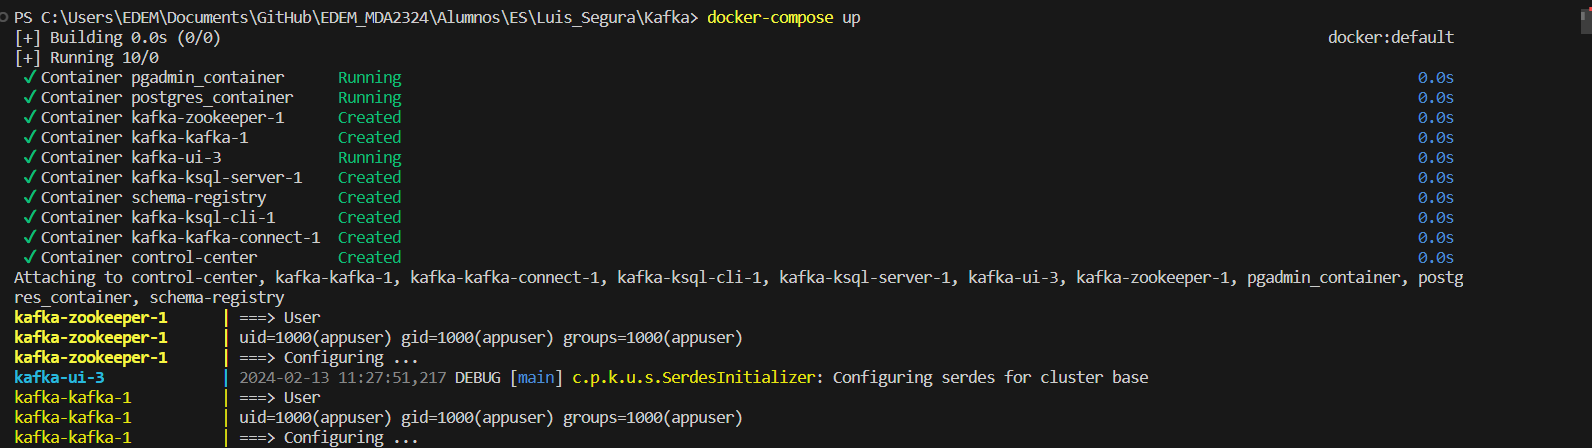 PS C:\Users\EDEM\Documents\GitHub\EDEM_MDA2324\Alumnos\ES\Luis_Segura\Kafka> docker-compose up
[+] Building 0.0s (0/0) docker:default
[+] Running 10/0
✓ Container pgadmin_container Running 0.0s
✓ Container postgres_container Running 0.0s
✓ Container kafka-zookeeper-1 Created 0.0s
✓ Container kafka-kafka-1 Created 0.0s
✓ Container kafka-ui-3 Running 0.0s
✓ Container kafka-ksql-server-1 Created 0.0s
✓ Container schema-registry Created 0.0s
✓ Container kafka-ksql-cli-1 Created 0.0s
✓ Container kafka-kafka-connect-1 Created 0.0s
✓ Container control-center Created 0.0s
Attaching to control-center, kafka-kafka-1, kafka-kafka-connect-1, kafka-ksql-cli-1, kafka-ksql-server-1, kafka-ui-3, kafka-zookeeper-1, pgadmin_container, postg
res_container, schema-registry
kafka-zookeeper-1 | ===> User
kafka-zookeeper-1 | uid=1000(appuser) gid=1000(appuser) groups=1000(appuser)
kafka-zookeeper-1 | ===> Configuring ...
kafka-ui-3 | 2024-02-13 11:27:51,217 DEBUG [main] c.p.k.u.s.SerdesInitializer: Configuring serdes for cluster base
kafka-kafka-1 | ===> User
kafka-kafka-1 | uid=1000(appuser) gid=1000(appuser) groups=1000(appuser)
kafka-kafka-1 | ===> Configuring ...